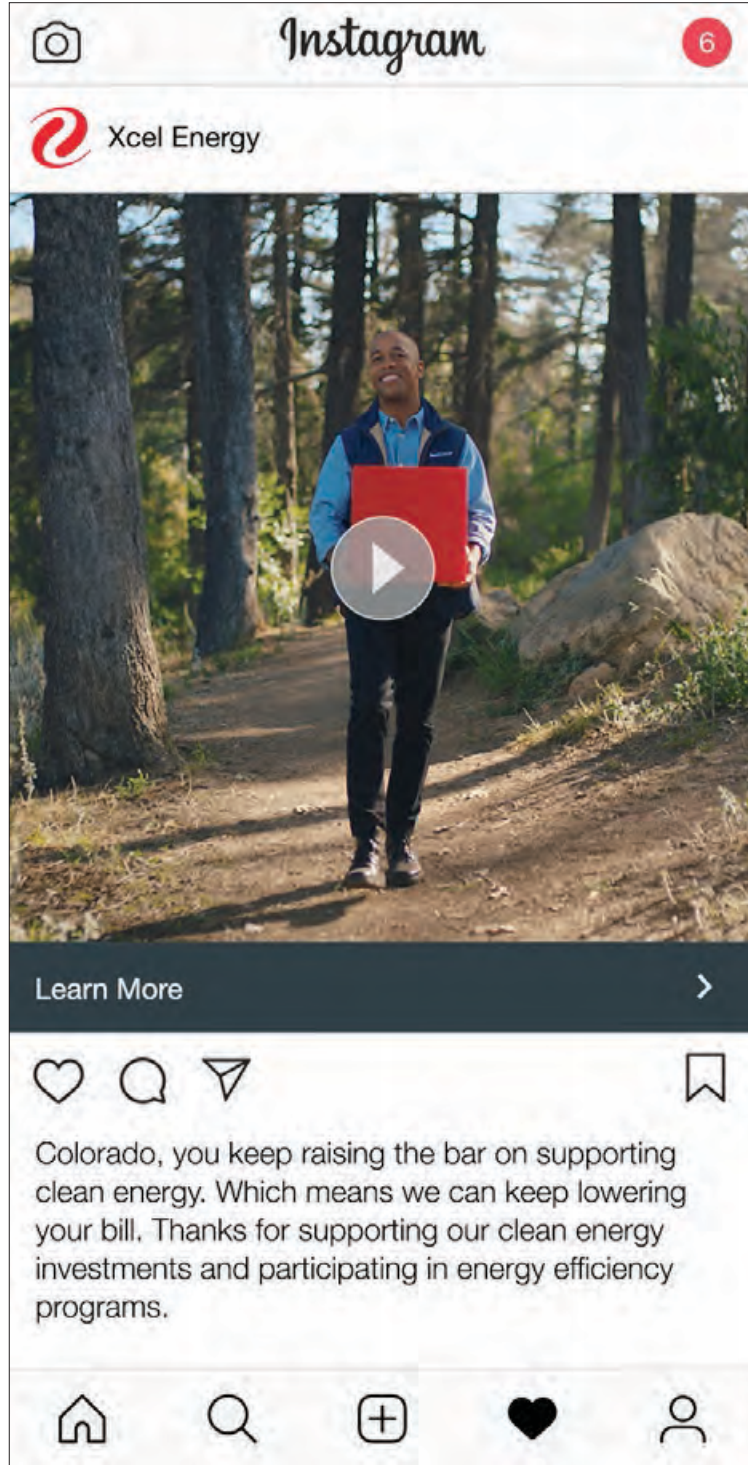 Instagram
6
Xcel Energy
Learn More
Colorado, you keep raising the bar on supporting
clean energy. Which means we can keep lowering
your bill. Thanks for supporting our clean energy
investments and participating in energy efficiency
programs.